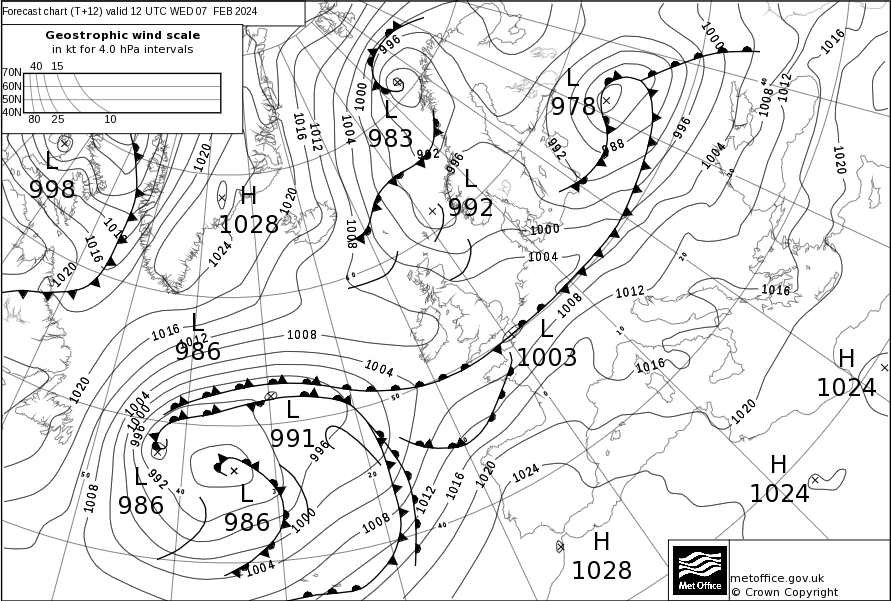 Forecast chart (T+12) valid 12 UTC WED 07 FEB 2024
Geostrophic wind scale
in kt for 4.0 hPa intervals
40 15
70N
60N
50N
40N
80 25 10
996
1000
1016
L
978
L
983
1000
1004
1012
1016
1008
1012
996
988
992
992
996
1004
1020
1020
L
998
H
1028
L
992
1020
1016
1024
1008
1000
1004
1020
1012
1016
1008
L
986
1016
1012
1008
L
1003
1004
1016
H
1024
1020
1004
1000
996
L
991
1020
996
992
L
986
L
986
1008
1000
1008
1004
1012
1016
1020
1024
H
1024
H
1028
Met Office
metoffice.gov.uk
© Crown Copyright